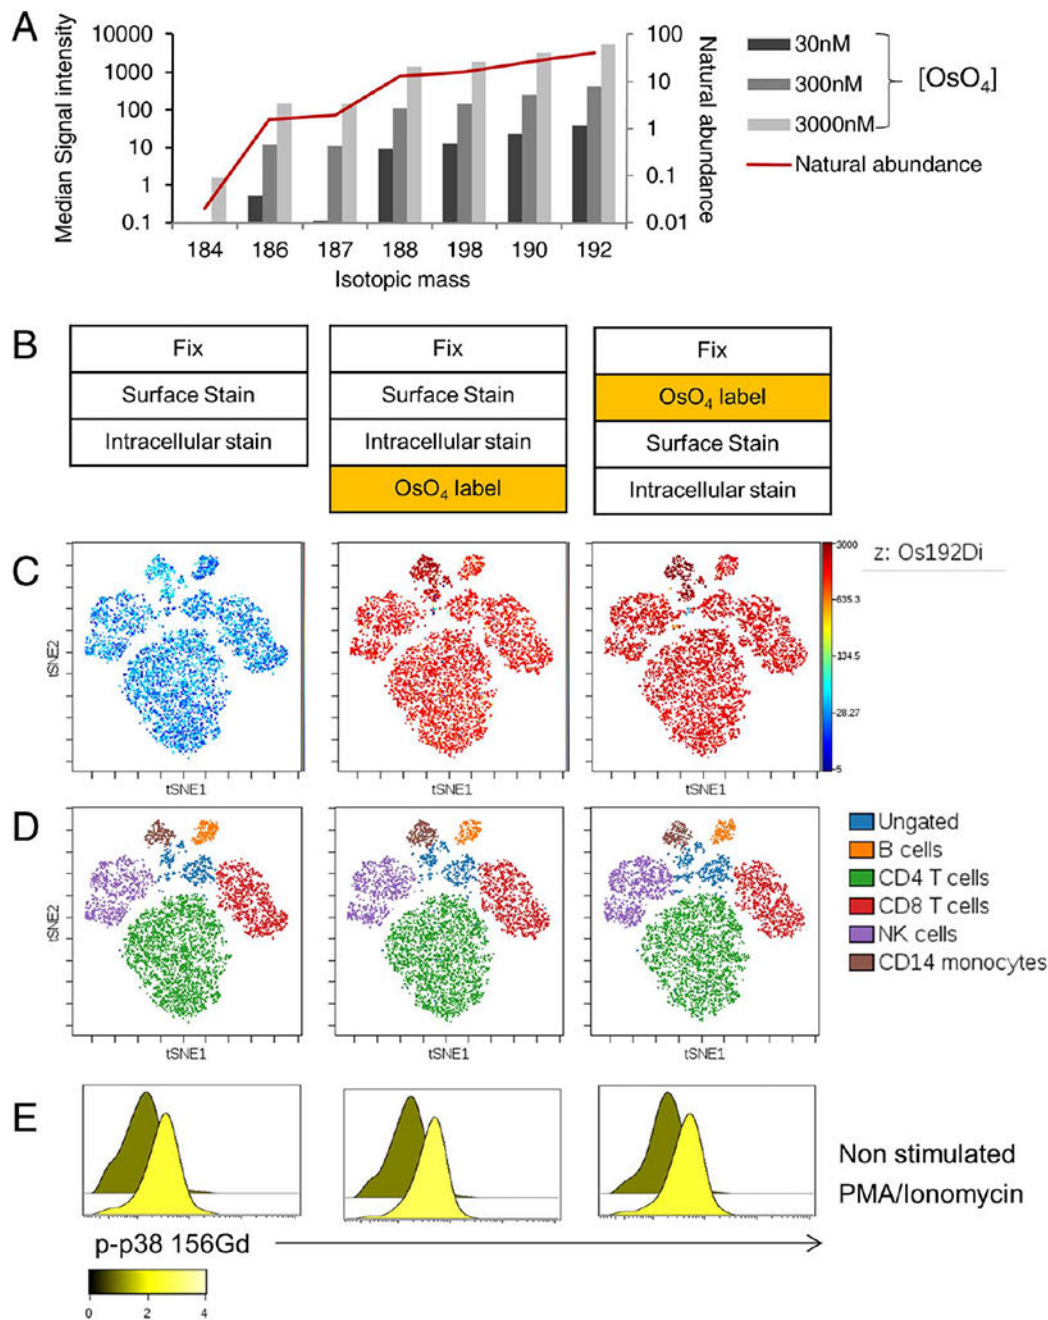 A
Median Signal intensity
10000
1000
100
10
1
0.1
100
10
1
0.1
0.01
Natural abundance
184 186 187 188 198 190 192
Isotopic mass
30nM
300nM
3000nM
[OsO₄]
Natural abundance
B
Fix
Surface Stain
Intracellular stain
Fix
Surface Stain
Intracellular stain
OsO₄ label
Fix
OsO₄ label
Surface Stain
Intracellular stain
C
tSNE2
tSNE1
tSNE1
tSNE1
3000
635.3
134.5
28.27
5
z: Os192Di
D
tSNE2
tSNE1
tSNE1
tSNE1
Ungated
B cells
CD4 T cells
CD8 T cells
NK cells
CD14 monocytes
E
Non stimulated
PMA/Ionomycin
p-p38 156Gd
0 2 4